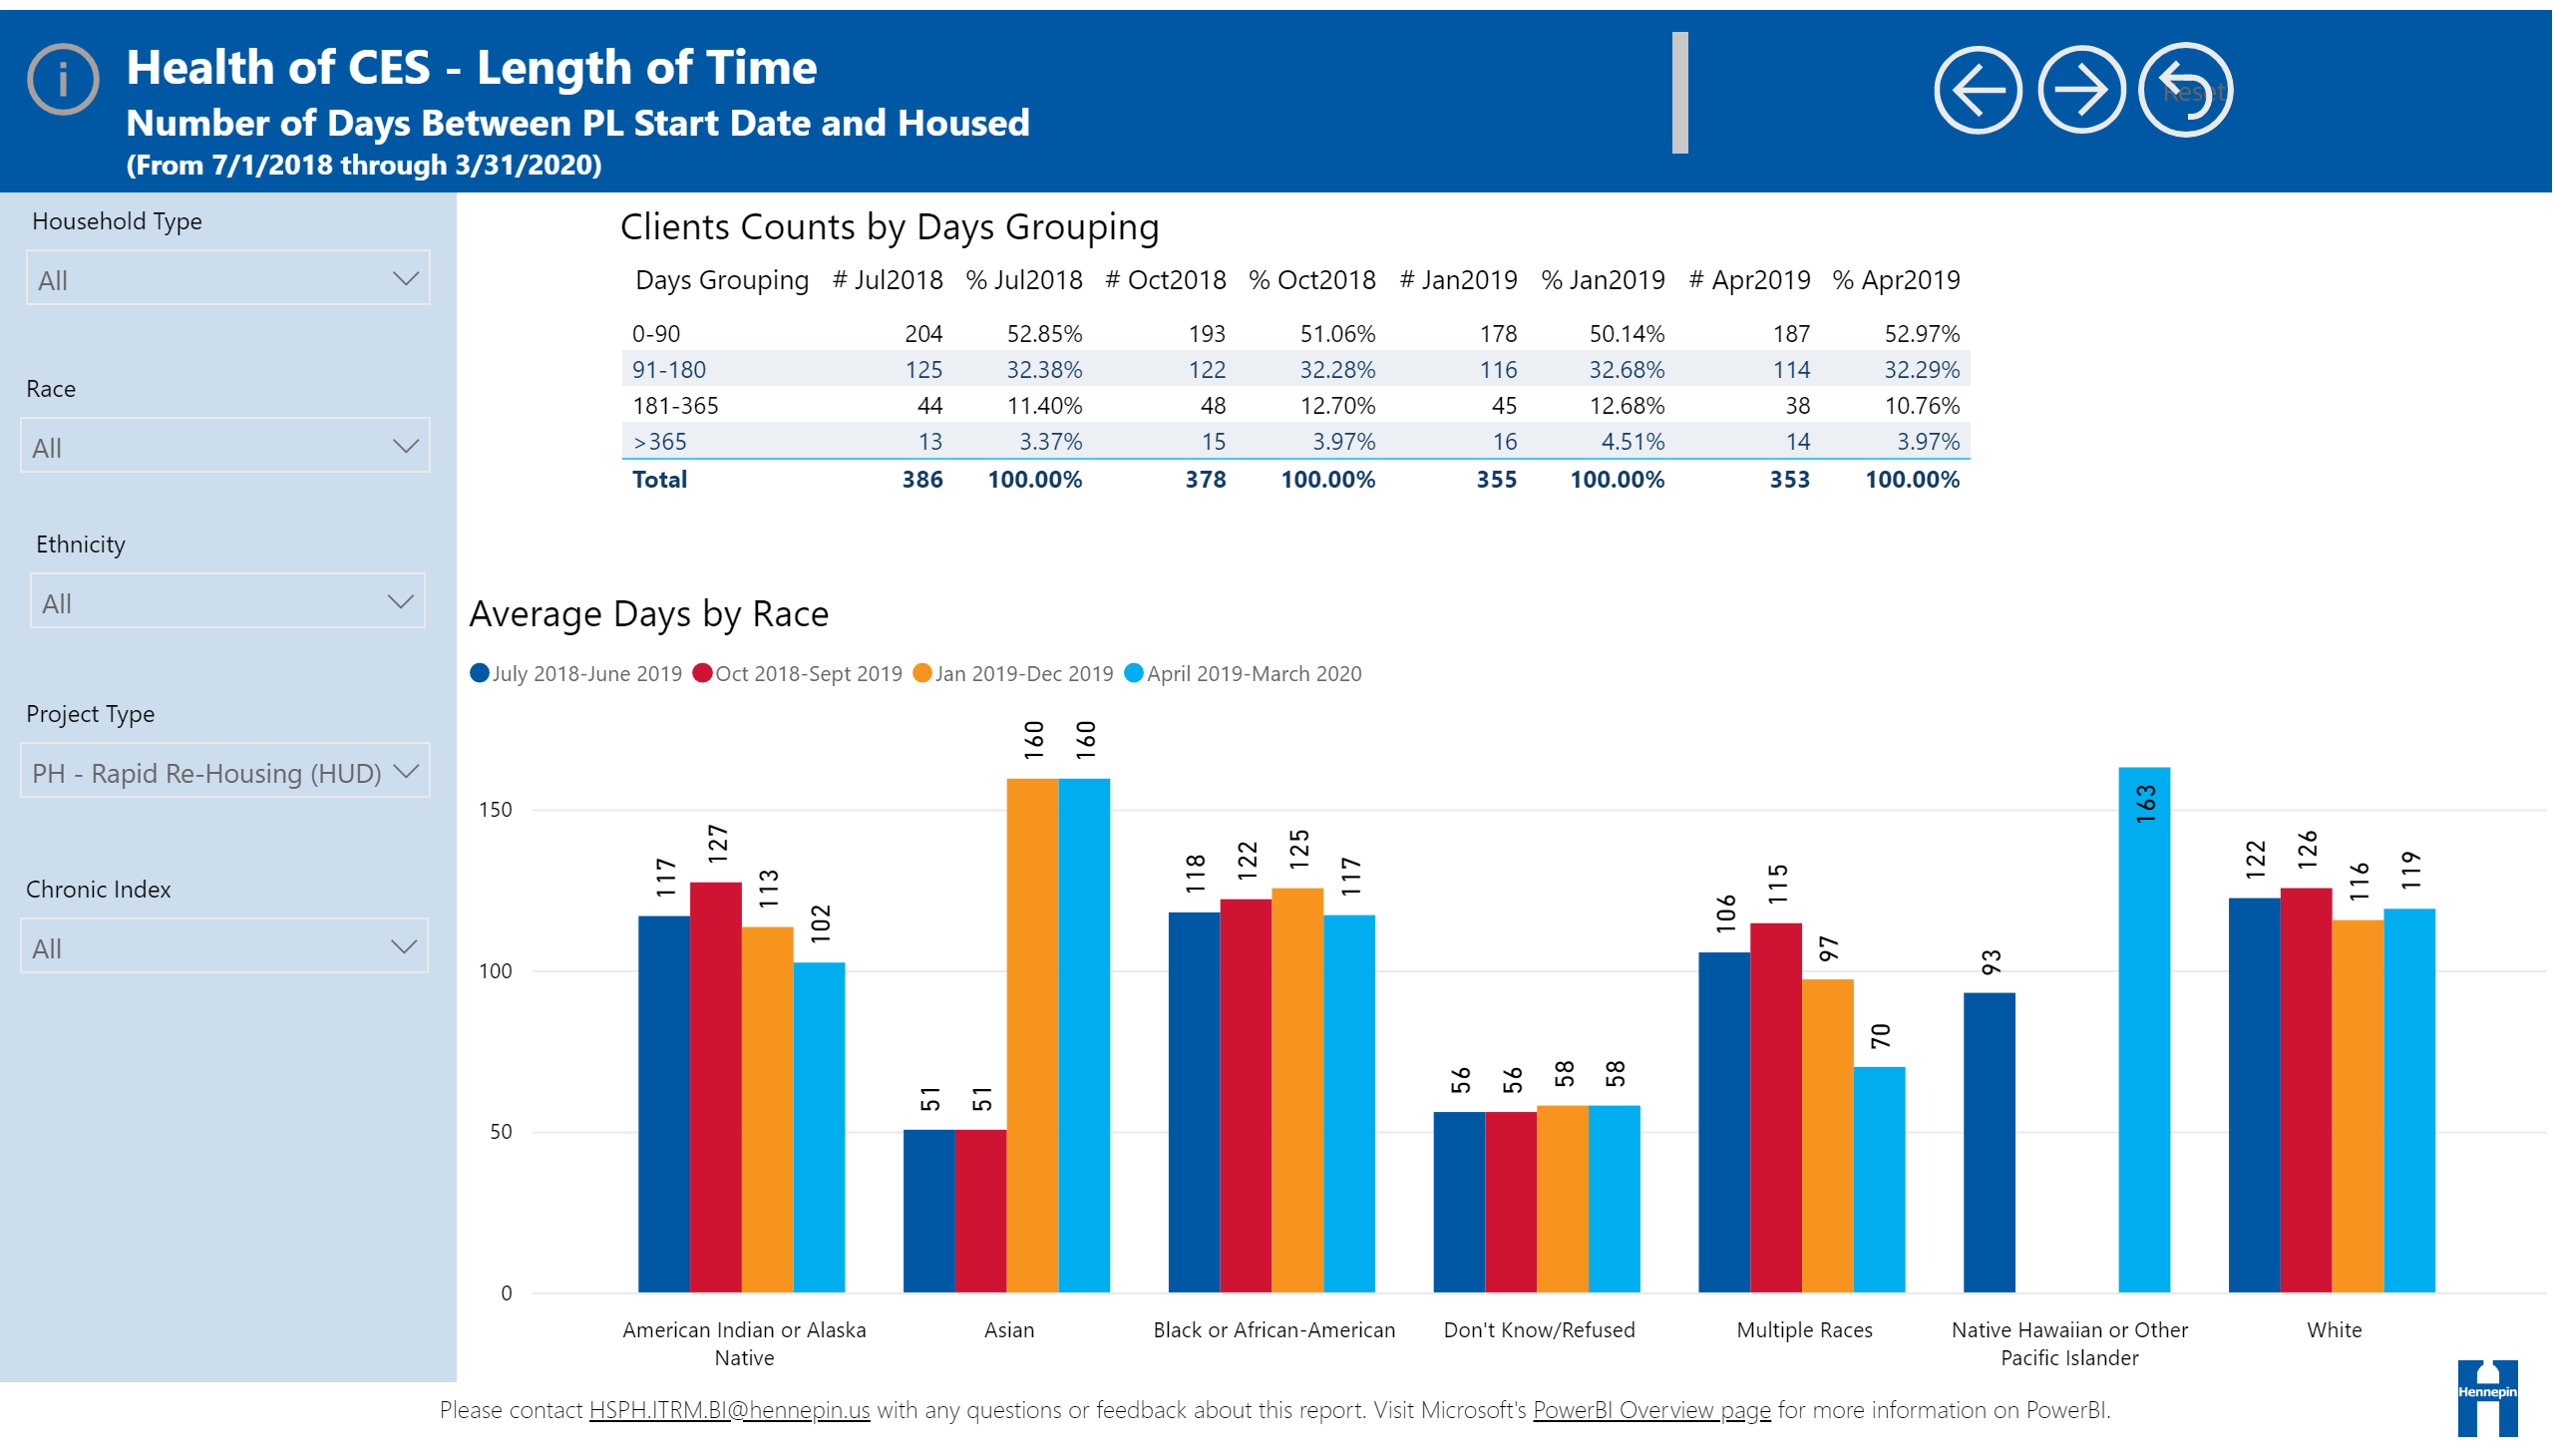 Health of CES - Length of Time
Number of Days Between PL Start Date and Housed
(From 7/1/2018 through 3/31/2020)
Reset
Household Type
All
Race
All
Ethnicity
All
Project Type
PH - Rapid Re-Housing (HUD)
Chronic Index
All
Clients Counts by Days Grouping
Days Grouping # Jul2018 % Jul2018 # Oct2018 % Oct2018 # Jan2019 % Jan2019 # Apr2019 % Apr2019
0-90 204 52.85% 193 51.06% 178 50.14% 187 52.97%
91-180 125 32.38% 122 32.28% 116 32.68% 114 32.29%
181-365 44 11.40% 48 12.70% 45 12.68% 38 10.76%
>365 13 3.37% 15 3.97% 16 4.51% 14 3.97%
Total 386 100.00% 378 100.00% 355 100.00% 353 100.00%
Average Days by Race
July 2018-June 2019 Oct 2018-Sept 2019 Jan 2019-Dec 2019 April 2019-March 2020
150
100
50
0
117 127 113 102
51 51 160 160
118 122 125 117
56 56 58 58
106 115 97 70
93 163
122 126 116 119
American Indian or Alaska
Native
Asian
Black or African-American
Don't Know/Refused
Multiple Races
Native Hawaiian or Other
Pacific Islander
White
Please contact HSPH.ITRM.BI@hennepin.us with any questions or feedback about this report. Visit Microsoft's PowerBI Overview page for more information on PowerBI.
Hennepin